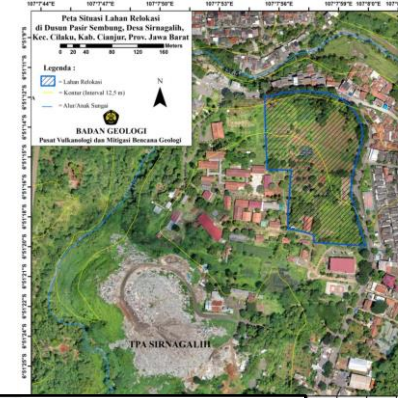 107°7'44"E
107°7'47"E
107°7'50"E
107°7'53"E
107°7'56"E
107°7'59"E
Peta Situasi Lahan Relokasi
di Dusun Pasir Sembung, Desa Sirnagalih,
Kec. Cilaku, Kab. Cianjur, Prov. Jawa Barat
0 20 40 80 120 160
Meters
Legenda :
= Lahan Relokasi
= Kontur (Interval 12,5 m)
= Alur/Anak Sungai
N
BADAN GEOLOGI
Pusat Vulkanologi dan Mitigasi Bencana Geologi
TPA SIRNAGALIH